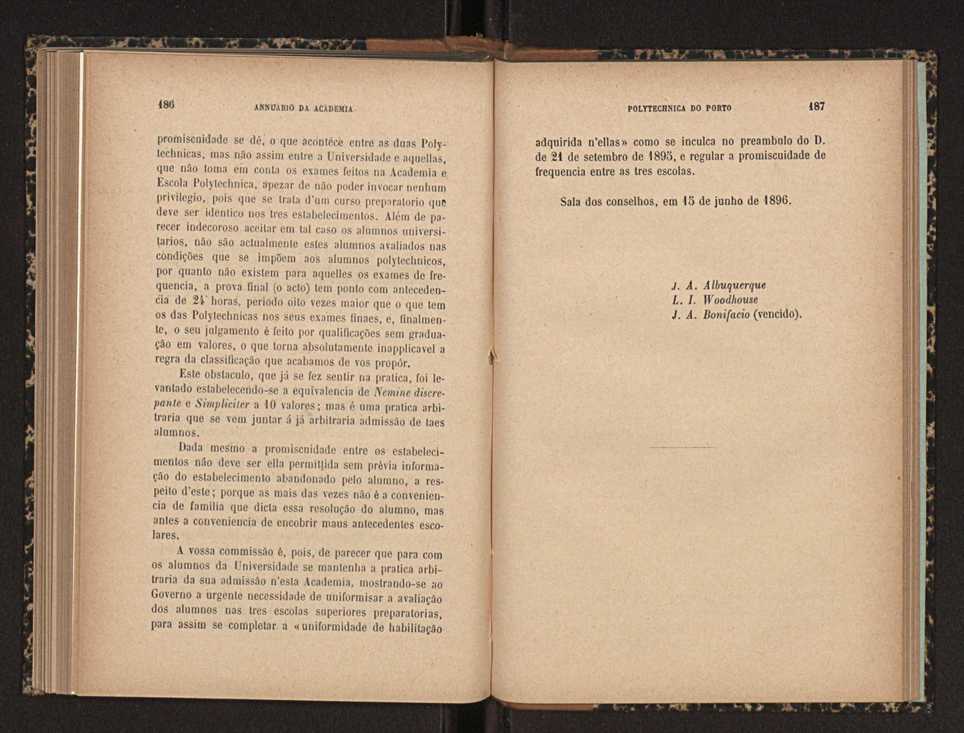 186
ANNUARIO DA ACADEMIA
promiscuidade se dê, o que acontece entre as duas Poly-
technicas, mas não assim entre a Universidade e aquellas,
que não toma em conta os exames feitos na Academia e
Escola Polytechnica, apezar de não poder invocar nenhum
privilegio, pois que se trata d'um curso preparatorio que
deve ser identico nos tres estabelecimentos. Além de pa-
recer indecoroso aceitar em tal caso os alumnos universi-
tarios, não são actualmente estes alumnos avaliados nas
condições que se impõem aos alumnos polytechnicos,
por quanto não existem para aquelles os exames de fre-
quencia, a prova final (o acto) tem ponto com anteceden-
cia de 24 horas, periodo oito vezes maior que o que tem
os das Polytechnicas nos seus exames finaes, e, finalmen-
te, o seu julgamento é feito por qualificações sem gradua-
ção em valores, o que torna absolutamente inapplicavel a
regra da classificação que acabamos de vos propôr.
Este obstaculo, que já se fez sentir na pratica, foi le-
vantado estabelecendo-se a equivalencia de Nemine discre-
pante e Simpliciter a 10 valores; mas é uma pratica arbi-
traria que se vem juntar á já arbitraria admissão de taes
alumnos.
Dada mesmo a promiscuidade entre os estabeleci-
mentos não deve ser ella permittida sem prévia informa-
ção do estabelecimento abandonado pelo alumno, a res-
peito d'este; porque as mais das vezes não é a convenien-
cia de familia que dicta essa resolução do alumno, mas
antes a conveniencia de encobrir maus antecedentes esco-
lares.
A vossa commissão é, pois, de parecer que para com
os alumnos da Universidade se mantenha a pratica arbi-
traria da sua admissão n'esta Academia, mostrando-se ao
Governo a urgente necessidade de uniformisar a avaliação
dos alumnos nas tres escolas superiores preparatorias,
para assim se completar a «uniformidade de habilitação
POLYTECHNICA DO PORTO
187
adquirida n'ellas» como se inculca no preambulo do D.
de 21 de setembro de 1895, e regular a promiscuidade de
frequencia entre as tres escolas.
Sala dos conselhos, em 15 de junho de 1896.
J. A. Albuquerque
L. I. Woodhouse
J. A. Bonifacio (vencido).